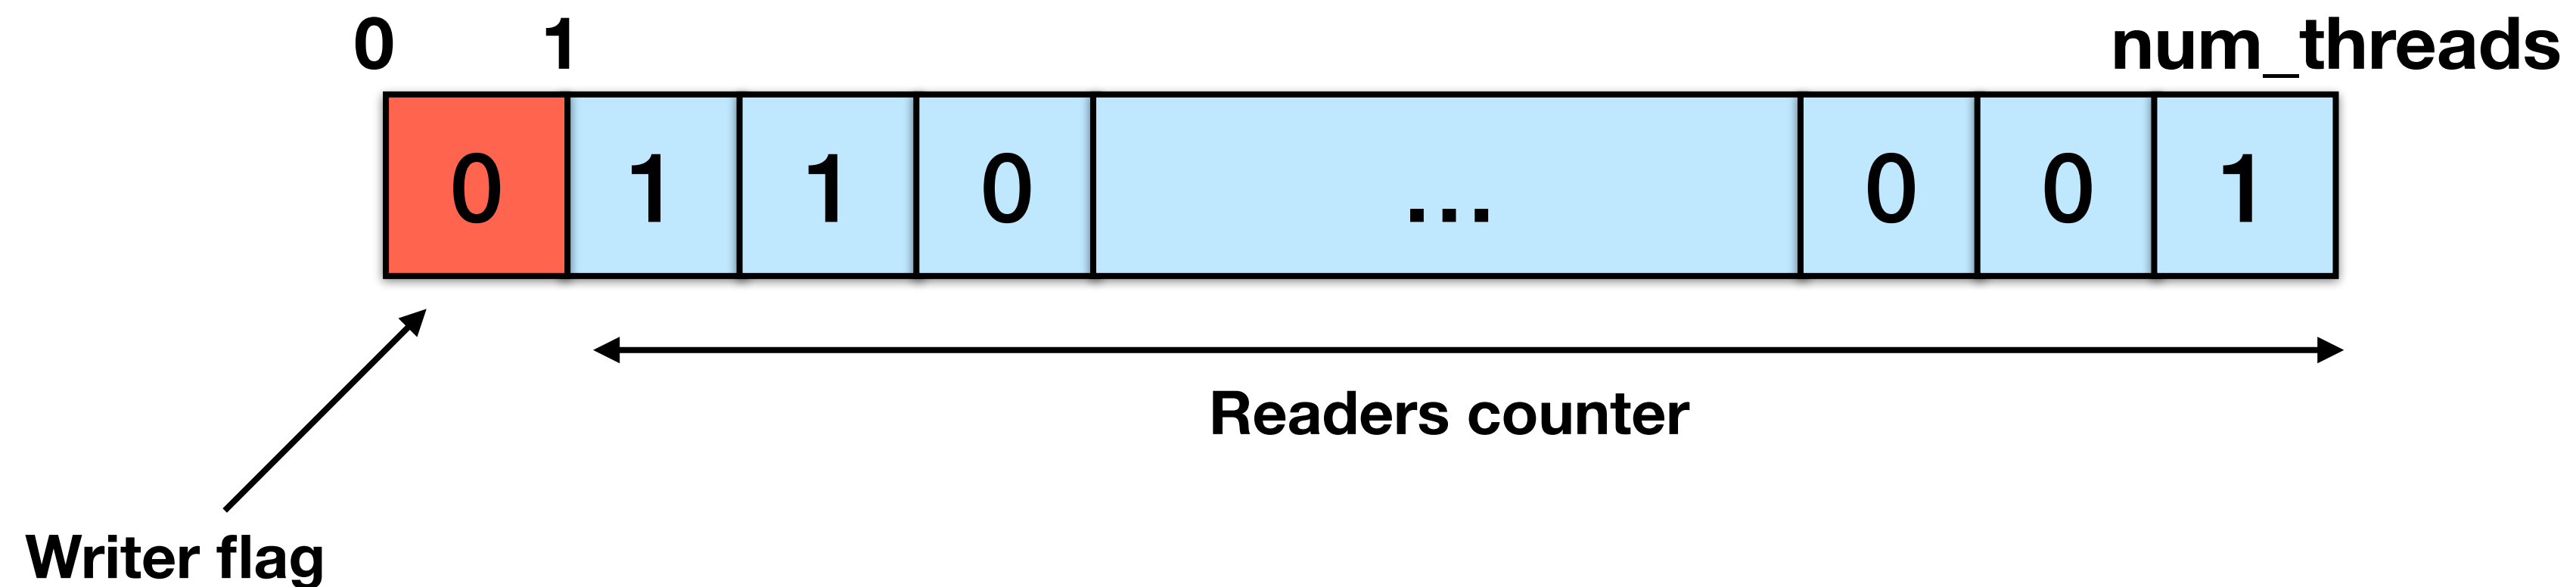 0 1 num_threads
0 1 1 0 ... 0 0 1
Readers counter
Writer flag